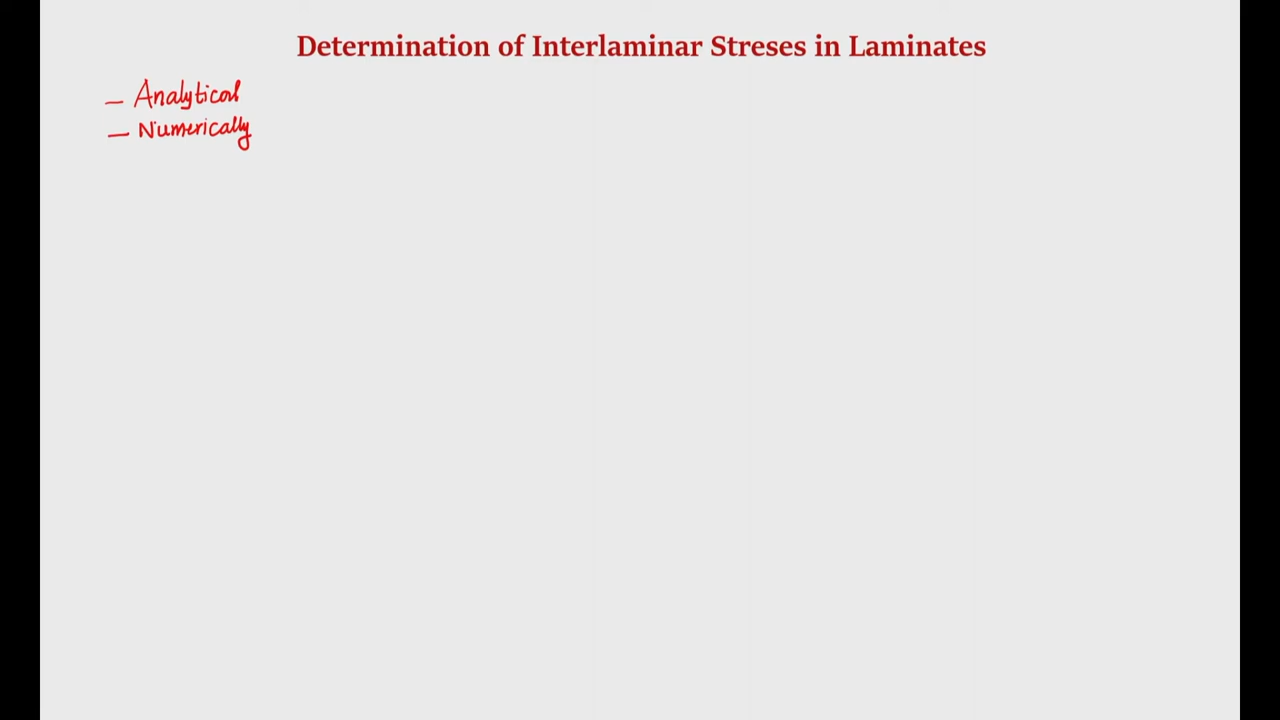 Determination of Interlaminar Streses in Laminates
– Analytical
– Numerically